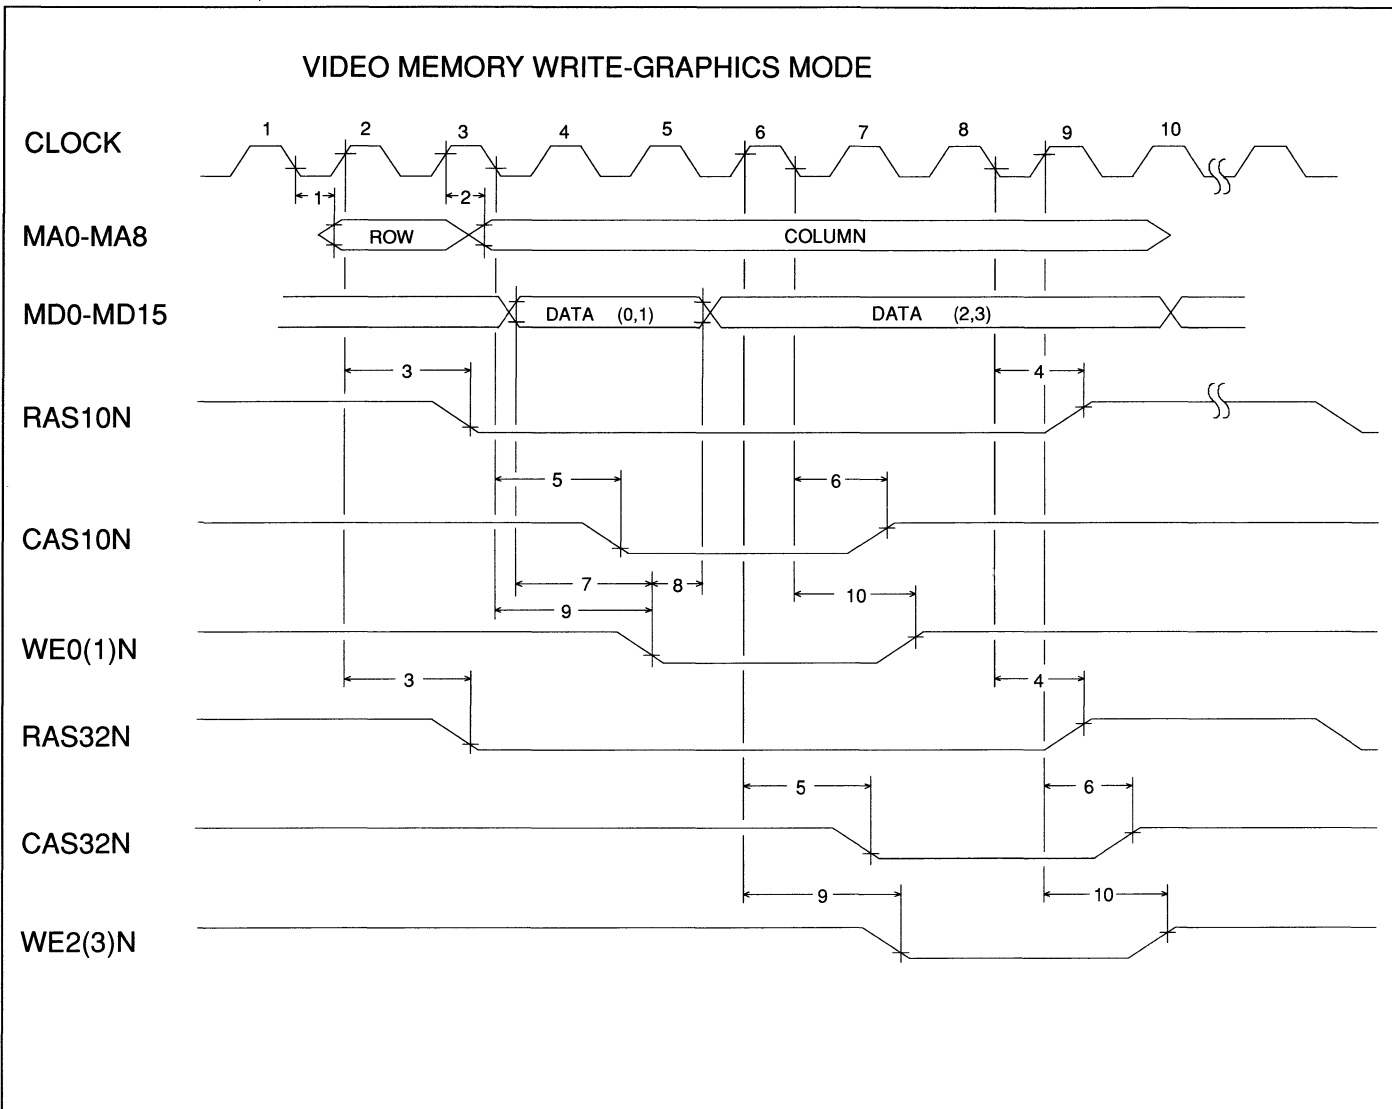 VIDEO MEMORY WRITE-GRAPHICS MODE
1 2 3 4 5 6 7 8 9 10
CLOCK
1 2
MA0-MA8 ROW COLUMN
MD0-MD15 DATA (0,1) DATA (2,3)
3 4
RAS10N
5 6
CAS10N
7 8
10
9
WE0(1)N
3 4
RAS32N
5 6
CAS32N
9 10
WE2(3)N